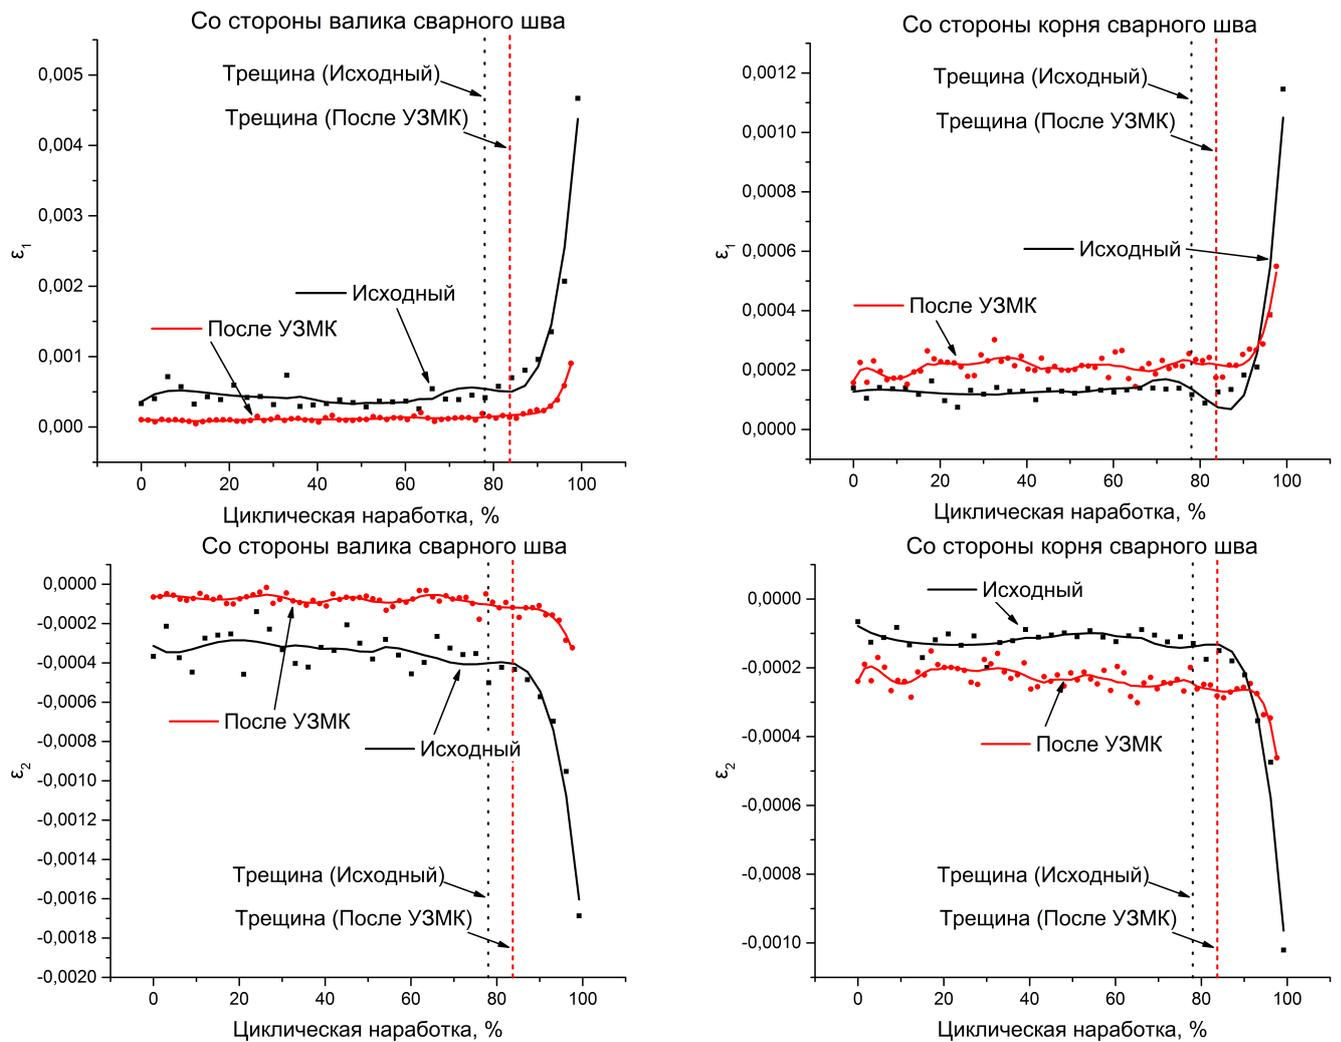 Со стороны валика сварного шва
Трещина (Исходный)
Трещина (После УЗМК)
Исходный
После УЗМК
ε1
0,005
0,004
0,003
0,002
0,001
0,000
0 20 40 60 80 100
Циклическая наработка, %
Со стороны корня сварного шва
Трещина (Исходный)
Трещина (После УЗМК)
Исходный
После УЗМК
ε1
0,0012
0,0010
0,0008
0,0006
0,0004
0,0002
0,0000
0 20 40 60 80 100
Циклическая наработка, %
Со стороны валика сварного шва
0,0000
-0,0002
-0,0004
-0,0006
-0,0008
-0,0010
-0,0012
-0,0014
-0,0016
-0,0018
-0,0020
ε2
После УЗМК
Исходный
Трещина (Исходный)
Трещина (После УЗМК)
0 20 40 60 80 100
Циклическая наработка, %
Со стороны корня сварного шва
0,0000
-0,0002
-0,0004
-0,0006
-0,0008
-0,0010
ε2
Исходный
После УЗМК
Трещина (Исходный)
Трещина (После УЗМК)
0 20 40 60 80 100
Циклическая наработка, %